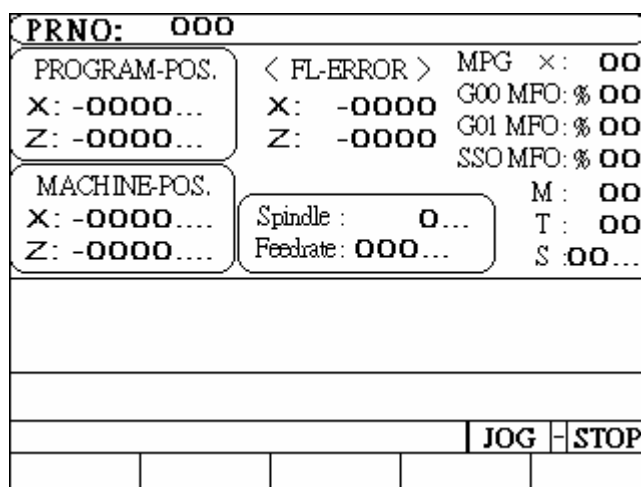 PRNO: 000
PROGRAM-POS.
X: -0000...
Z: -0000...
< FL-ERROR >
X: -0000
Z: -0000
MPG ×: 00
G00 MFO: % 00
G01 MFO: % 00
SSO MFO: % 00
MACHINE-POS.
X: -0000....
Z: -0000....
Spindle : 0...
Feedrate : 000...
M : 00
T : 00
S :00...
JOG - STOP